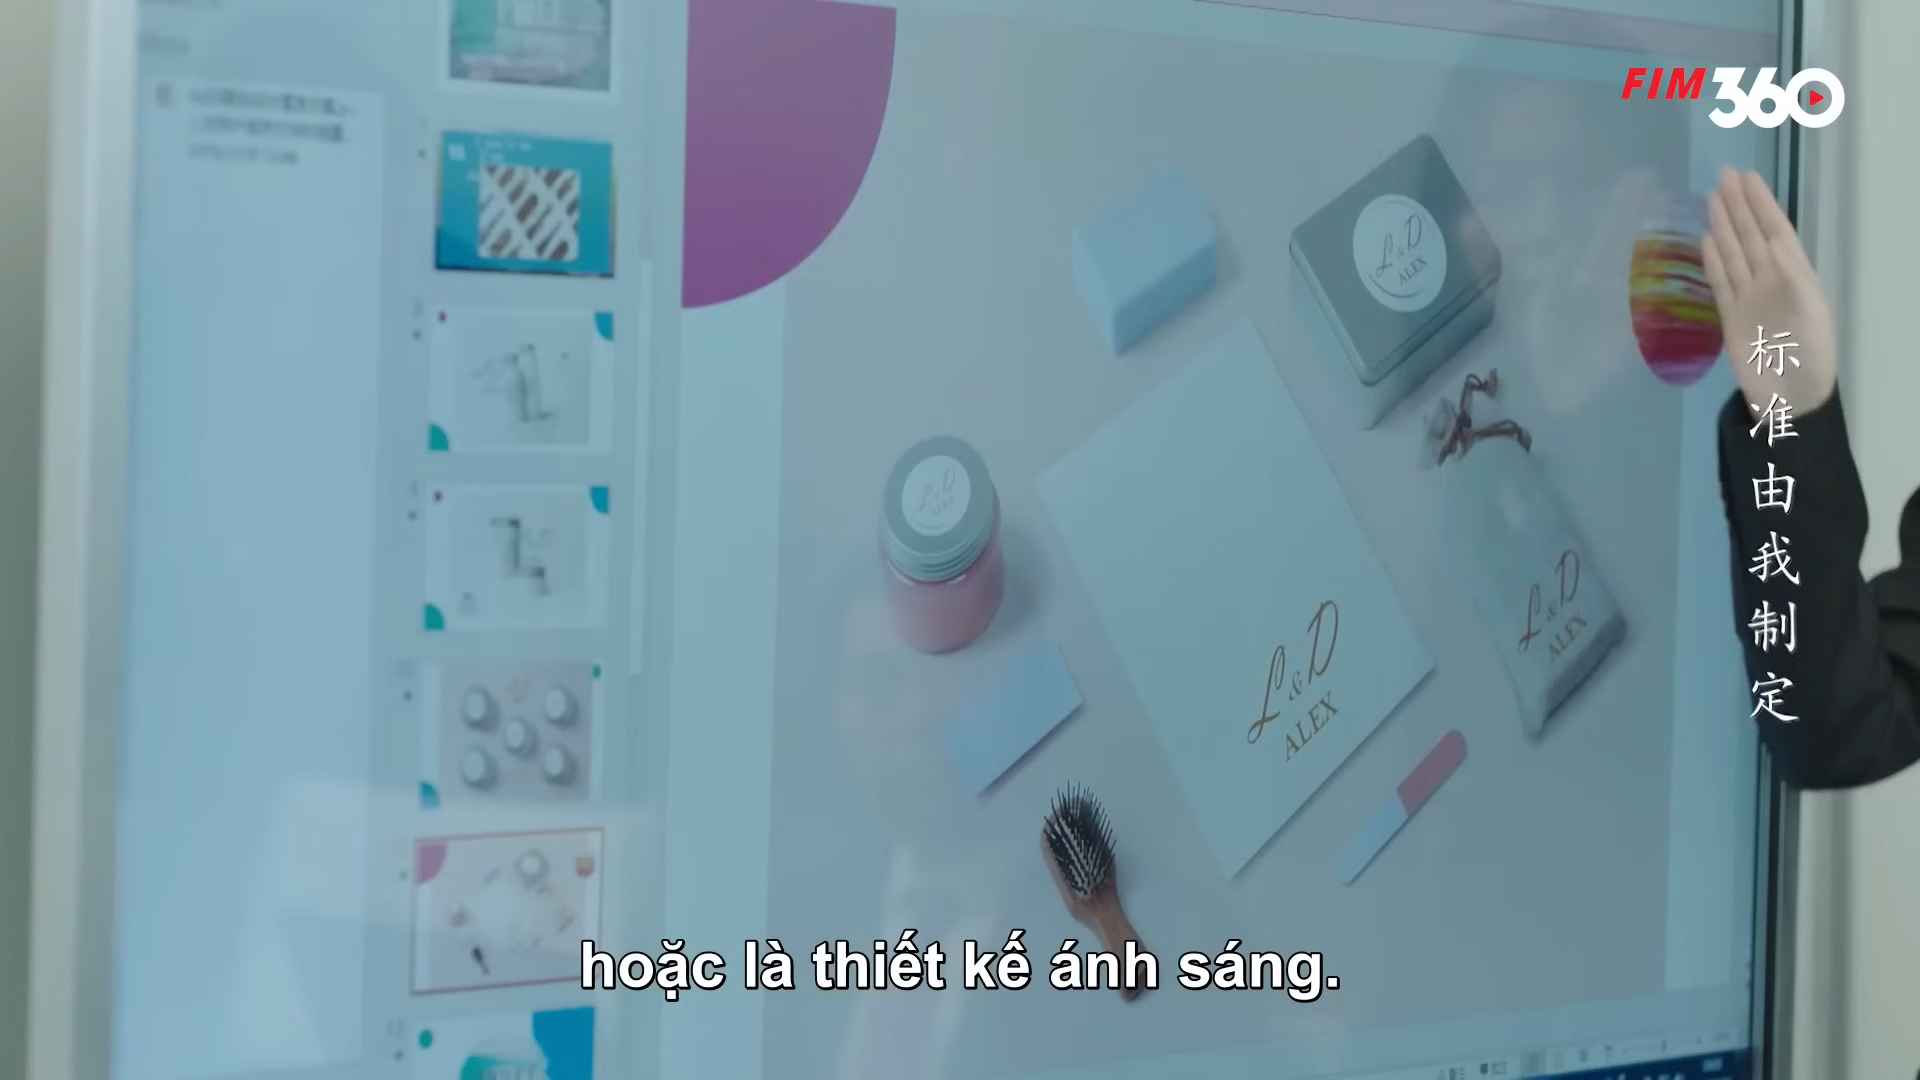 FIM360
L&D
ALEX
L&D
ALEX
L&D
ALEX
L&D
ALEX
标准由我制定
hoặc là thiết kế ánh sáng.